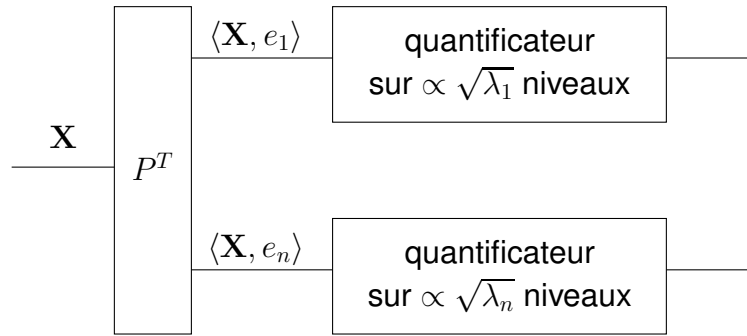 ⟨X, e₁⟩
quantificateur
sur ∝ √λ₁ niveaux
X
Pᵀ
⟨X, eₙ⟩
quantificateur
sur ∝ √λₙ niveaux